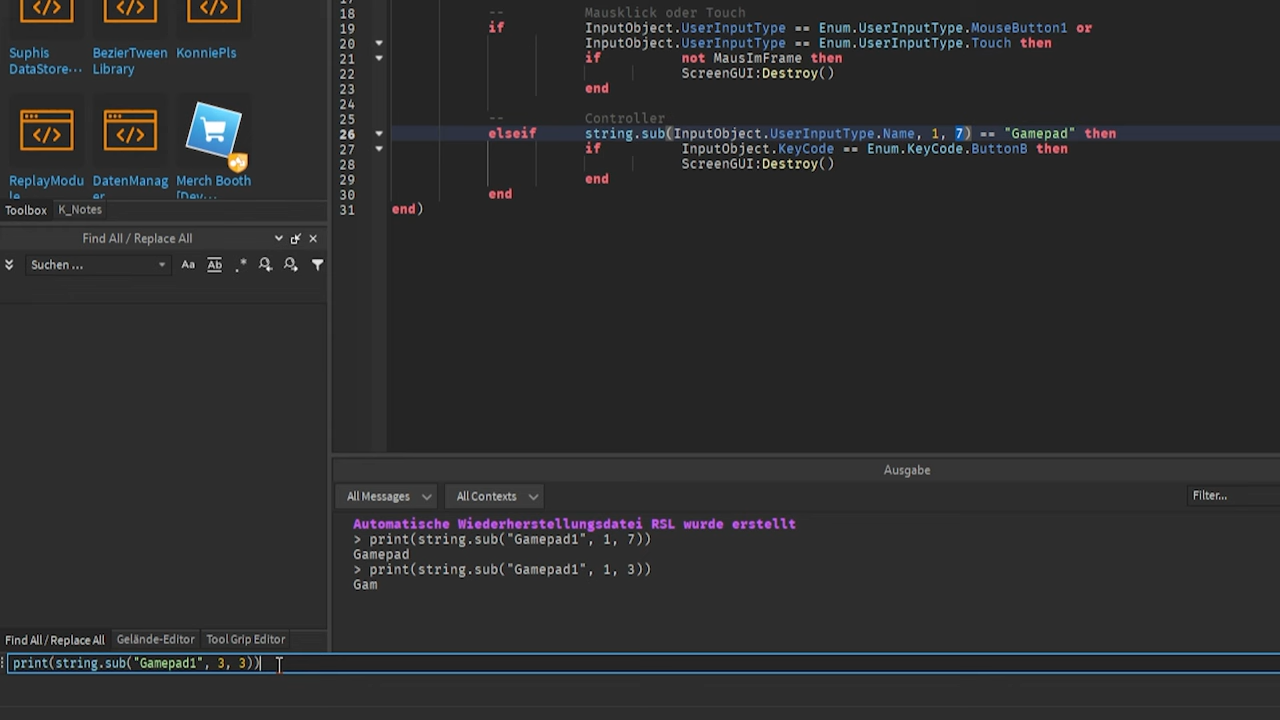 Suphis
DataStore···
BezierTween
Library
KonniePls
ReplayModu
le
DatenManag
er
Merch Booth
[Dev···
Toolbox
K_Notes
Find All / Replace All
Suchen ...
Aa
Ab
.*
18 -- Mausklick oder Touch
19 if InputObject.UserInputType == Enum.UserInputType.MouseButton1 or
20 InputObject.UserInputType == Enum.UserInputType.Touch then
21 if not MausImFrame then
22 ScreenGUI:Destroy()
23 end
24
25 -- Controller
26 elseif string.sub(InputObject.UserInputType.Name, 1, 7) == "Gamepad" then
27 if InputObject.KeyCode == Enum.KeyCode.ButtonB then
28 ScreenGUI:Destroy()
29 end
30 end
31 end)
Ausgabe
All Messages
All Contexts
Filter...
Automatische Wiederherstellungsdatei RSL wurde erstellt
> print(string.sub("Gamepad1", 1, 7))
Gamepad
> print(string.sub("Gamepad1", 1, 3))
Gam
Find All / Replace All
Gelände-Editor
Tool Grip Editor
print(string.sub("Gamepad1", 3, 3))